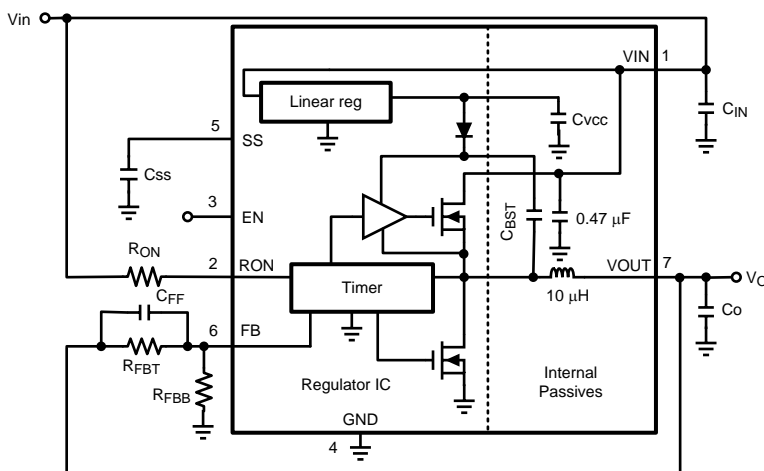 Vin
VIN 1
Linear reg
CVCC
CIN
5
SS
CSS
3
EN
CBST
0.47 µF
RON
2 RON
VOUT 7
VO
Timer
10 µH
CFF
CO
6 FB
RFBT
RFBB
Regulator IC
Internal
Passives
GND
4